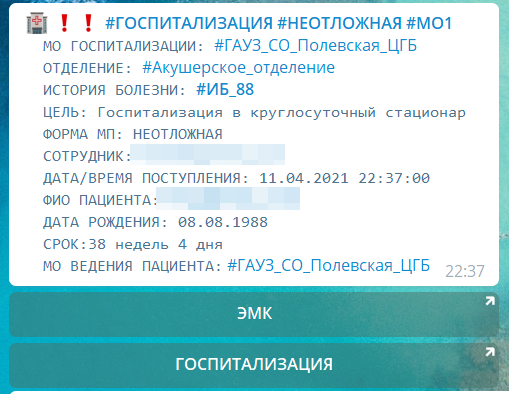 🏥❗❗ #ГОСПИТАЛИЗАЦИЯ #НЕОТЛОЖНАЯ #МО1
МО ГОСПИТАЛИЗАЦИИ: #ГАУЗ_СО_Полевская_ЦГБ
ОТДЕЛЕНИЕ: #Акушерское_отделение
ИСТОРИЯ БОЛЕЗНИ: #ИБ_88
ЦЕЛЬ: Госпитализация в круглосуточный стационар
ФОРМА МП: НЕОТЛОЖНАЯ
СОТРУДНИК:
ДАТА/ВРЕМЯ ПОСТУПЛЕНИЯ: 11.04.2021 22:37:00
ФИО ПАЦИЕНТА:
ДАТА РОЖДЕНИЯ: 08.08.1988
СРОК:38 недель 4 дня
МО ВЕДЕНИЯ ПАЦИЕНТА: #ГАУЗ_СО_Полевская_ЦГБ 22:37
ЭМК
ГОСПИТАЛИЗАЦИЯ